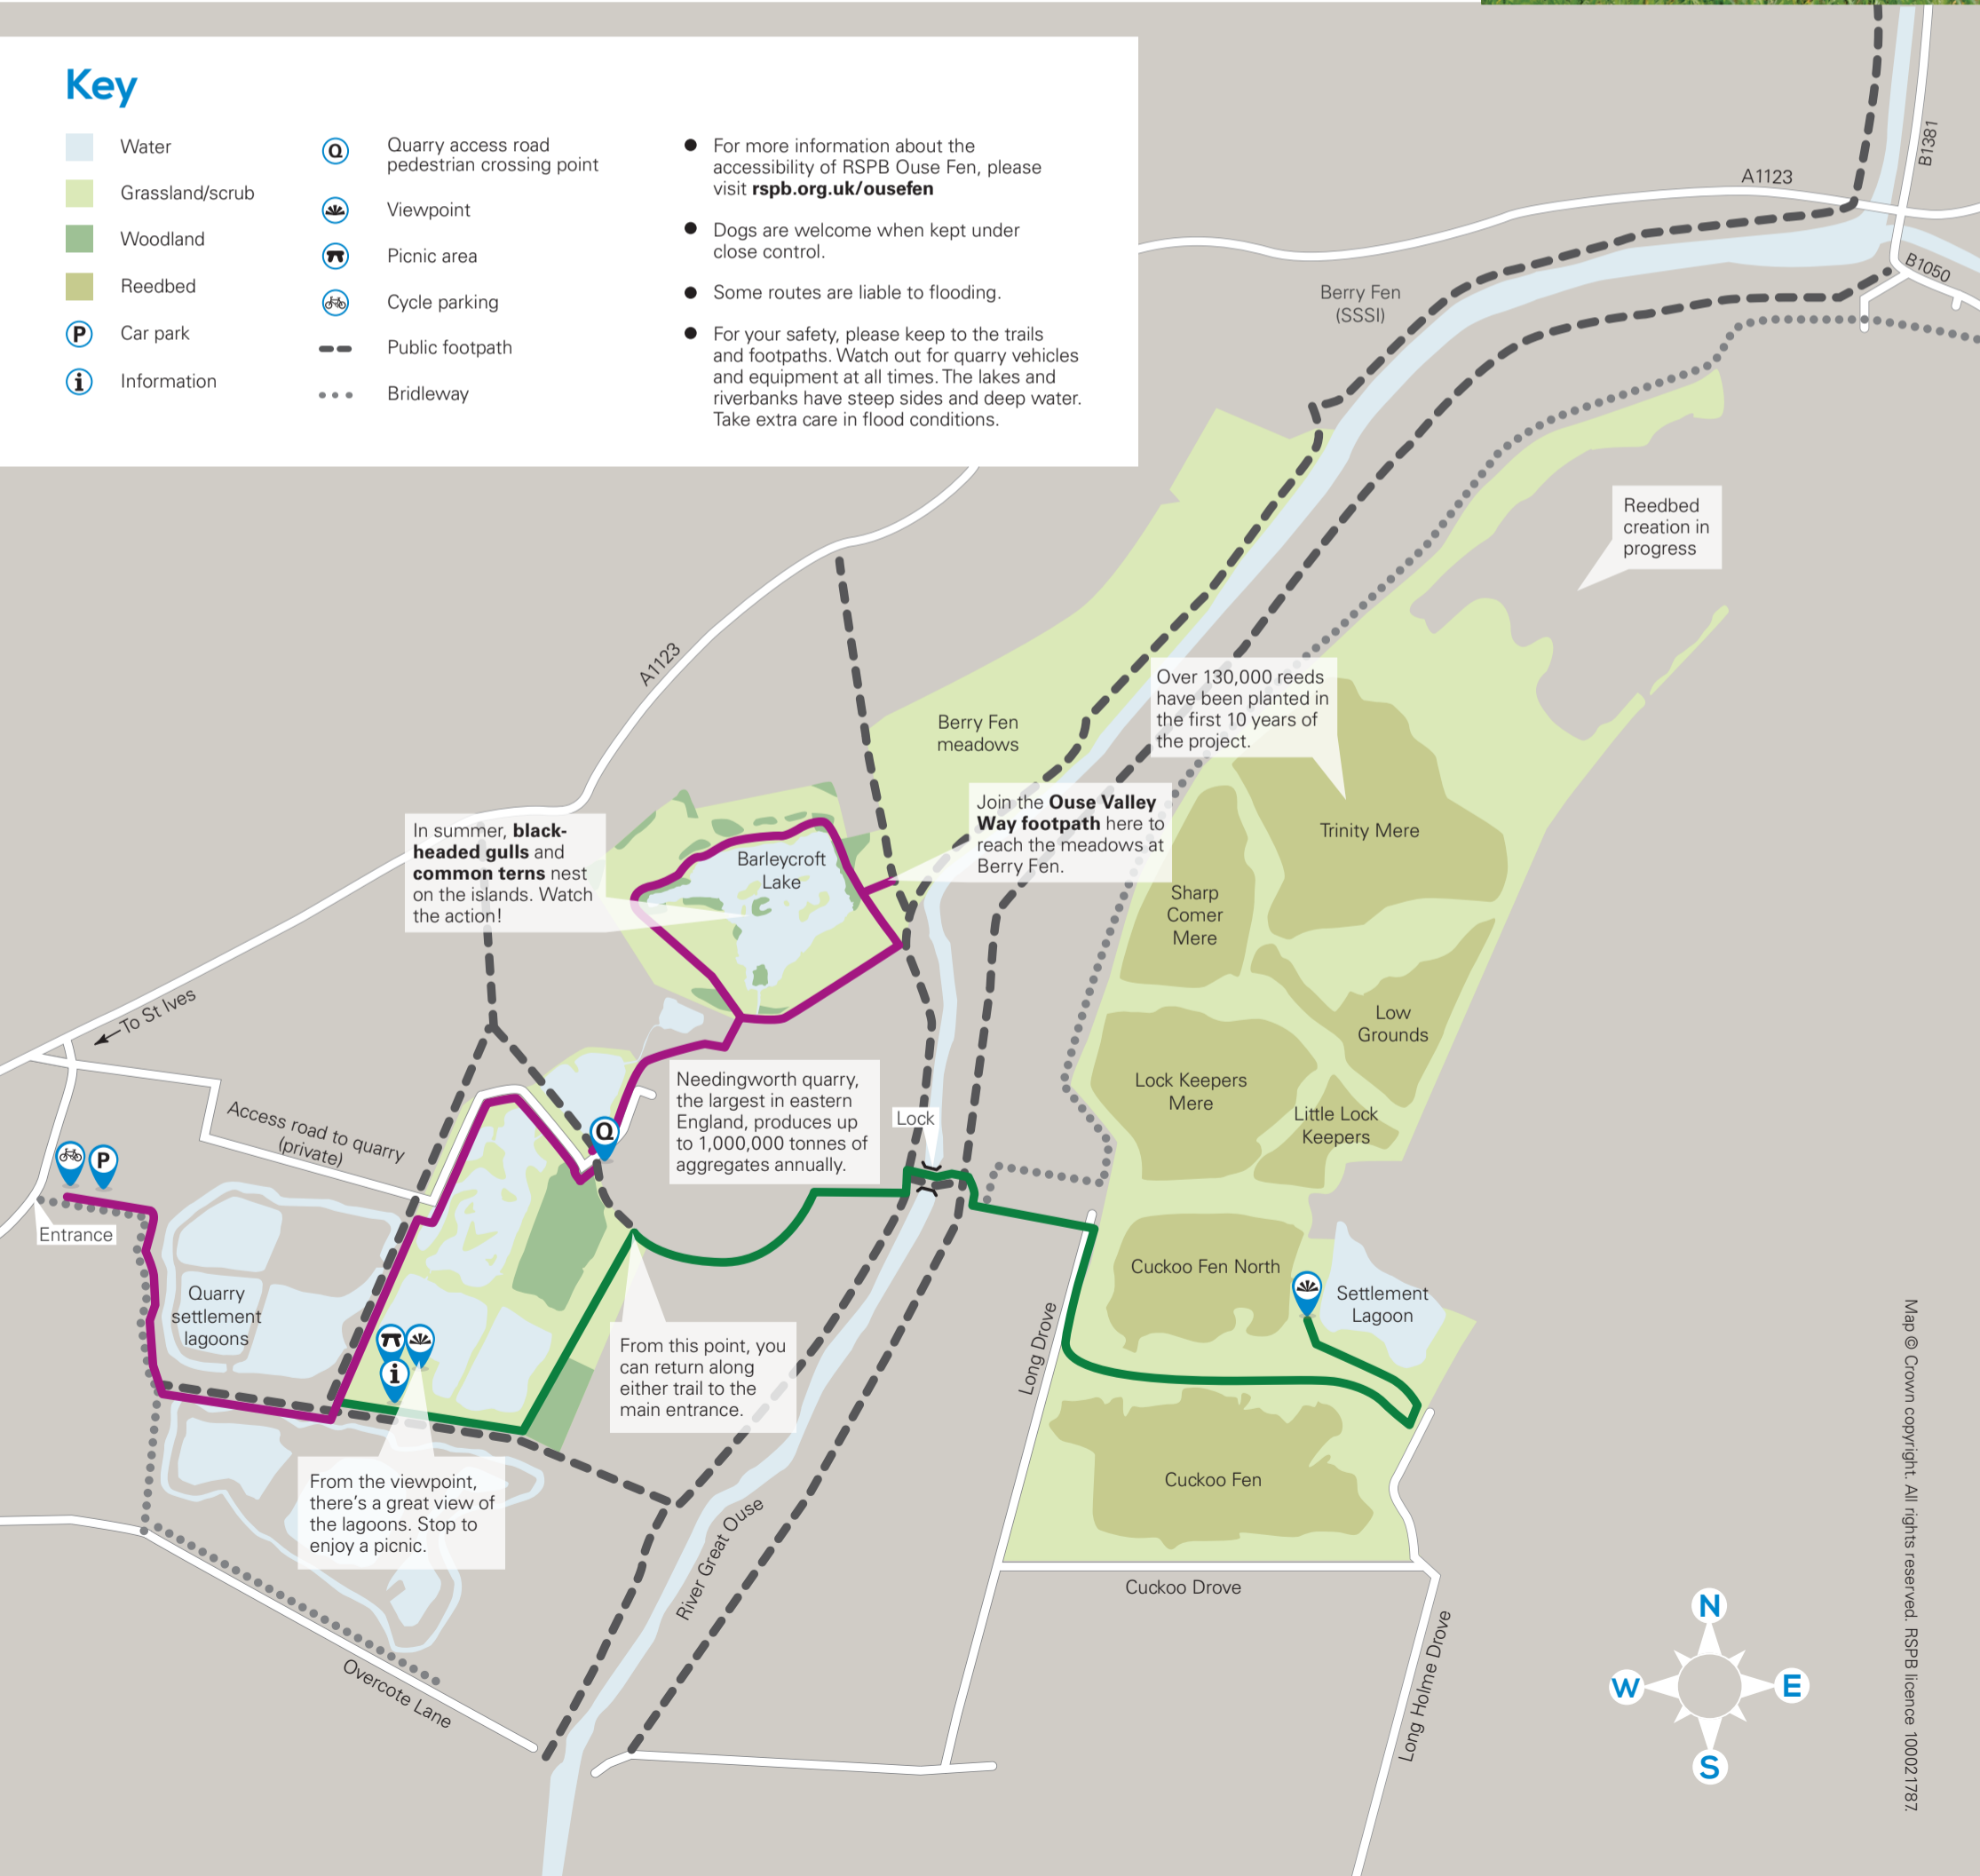 Key
Water
Grassland/scrub
Woodland
Reedbed
P
Car park
i
Information
Q
Quarry access road
pedestrian crossing point
Viewpoint
Picnic area
Cycle parking
Public footpath
Bridleway
For more information about the
accessibility of RSPB Ouse Fen, please
visit rspb.org.uk/ousefen
Dogs are welcome when kept under
close control.
Some routes are liable to flooding.
For your safety, please keep to the trails
and footpaths. Watch out for quarry vehicles
and equipment at all times. The lakes and
riverbanks have steep sides and deep water.
Take extra care in flood conditions.
B1381
A1123
B1050
Berry Fen
(SSSI)
Reedbed
creation in
progress
A1123
Over 130,000 reeds
have been planted in
the first 10 years of
the project.
Berry Fen
meadows
Join the Ouse Valley
Way footpath here to
reach the meadows at
Berry Fen.
Trinity Mere
In summer, black-
headed gulls and
common terns nest
on the islands. Watch
the action!
Barleycroft
Lake
Sharp
Comer
Mere
To St Ives
Low
Grounds
Needingworth quarry,
the largest in eastern
England, produces up
to 1,000,000 tonnes of
aggregates annually.
Lock Keepers
Mere
Little Lock
Keepers
Lock
Access road to quarry
(private)
Q
P
Entrance
Quarry
settlement
lagoons
i
Cuckoo Fen North
Settlement
Lagoon
From this point, you
can return along
either trail to the
main entrance.
Long Drove
Cuckoo Fen
From the viewpoint,
there's a great view of
the lagoons. Stop to
enjoy a picnic.
River Great Ouse
Cuckoo Drove
Overcote Lane
Long Holme Drove
N
W
E
S
Map © Crown copyright. All rights reserved. RSPB licence 100021787.